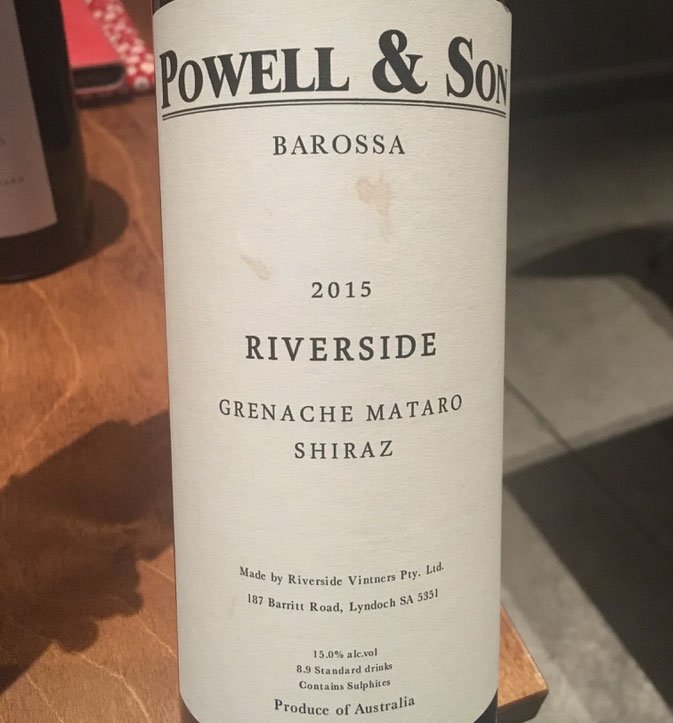 POWELL & SON
BAROSSA
2015
RIVERSIDE
GRENACHE MATARO
SHIRAZ
Made by Riverside Vintners Pty. Ltd.
187 Barritt Road, Lyndoch SA 5351
15.0% alc.vol
8.9 Standard drinks
Contains Sulphites
Produce of Australia